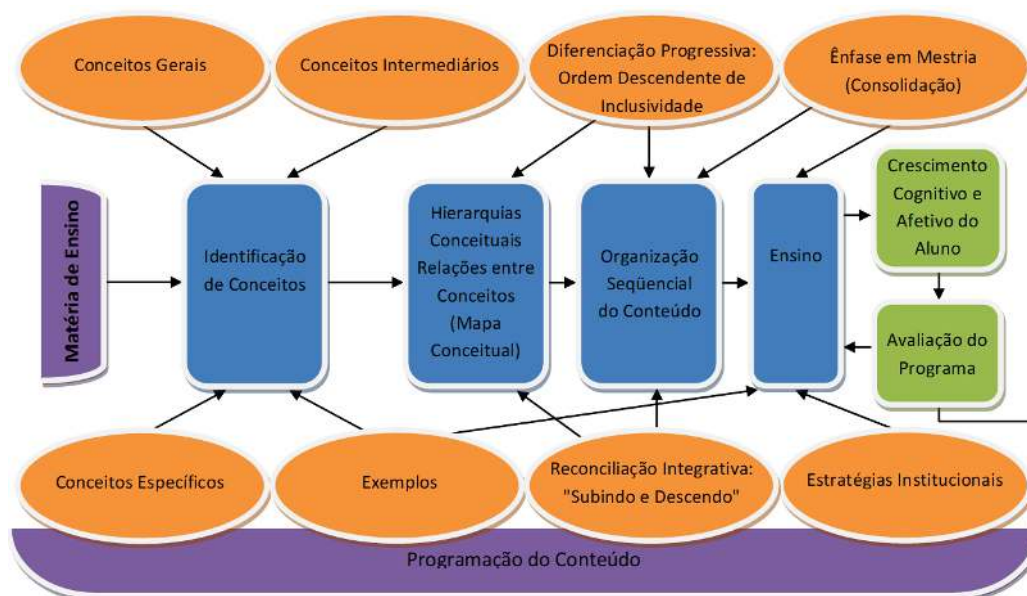 Conceitos Gerais
Conceitos Intermediários
Diferenciação Progressiva:
Ordem Descendente de
Inclusividade
Ênfase em Mestria
(Consolidação)
Matéria de Ensino
Identificação
de Conceitos
Hierarquias
Conceituais
Relações entre
Conceitos
(Mapa
Conceitual)
Organização
Seqüencial
do Conteúdo
Ensino
Crescimento
Cognitivo e
Afetivo do
Aluno
Avaliação do
Programa
Conceitos Específicos
Exemplos
Reconciliação Integrativa:
"Subindo e Descendo"
Estratégias Institucionais
Programação do Conteúdo